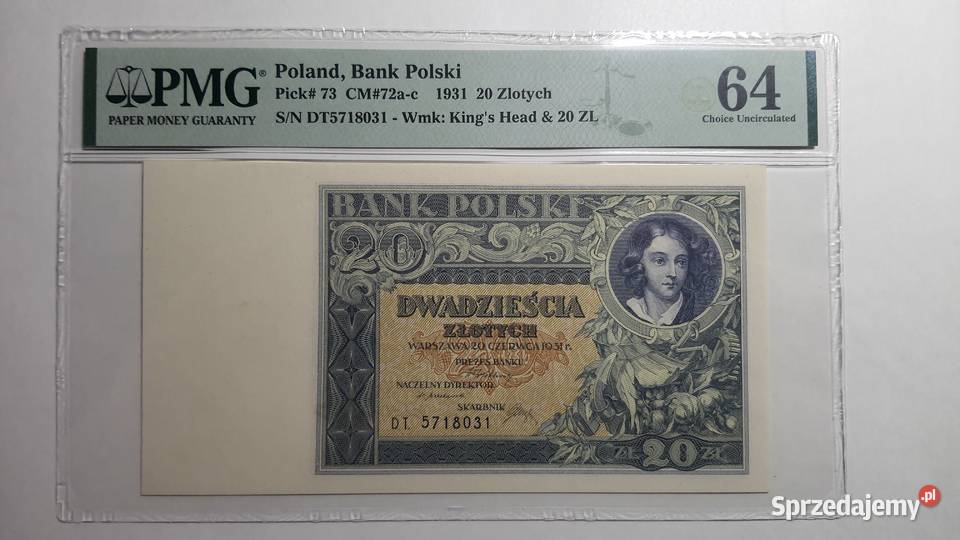 PMG®
PAPER MONEY GUARANTY
Poland, Bank Polski
Pick# 73 CM#72a-c 1931 20 Zlotych
S/N DT5718031 - Wmk: King's Head & 20 ZL
64
Choice Uncirculated
BANK POLSKI
20
DWADZIEŚCIA
ZŁOTYCH
WARSZAWA 20 CZERWCA 1931 r.
PREZES BANKU
NACZELNY DYREKTOR
SKARBNIK
DT. 5718031
ZŁ 20 ZŁ
Sprzedajemy.pl